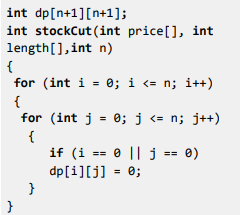 int dp[n+1][n+1];
int stockCut(int price[], int
length[],int n)
{
for (int i = 0; i <= n; i++)
{
for (int j = 0; j <= n; j++)
{
if (i == 0 || j == 0)
dp[i][j] = 0;
}
}